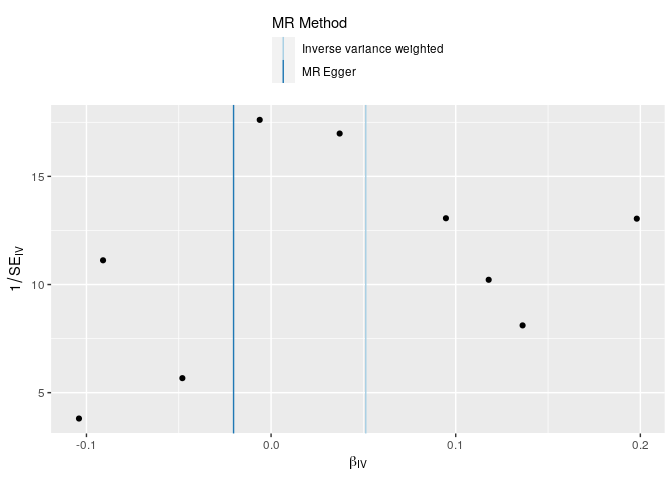 MR Method
Inverse variance weighted
MR Egger
15
10
5
1/SE_IV
-0.1
0.0
0.1
0.2
β_IV